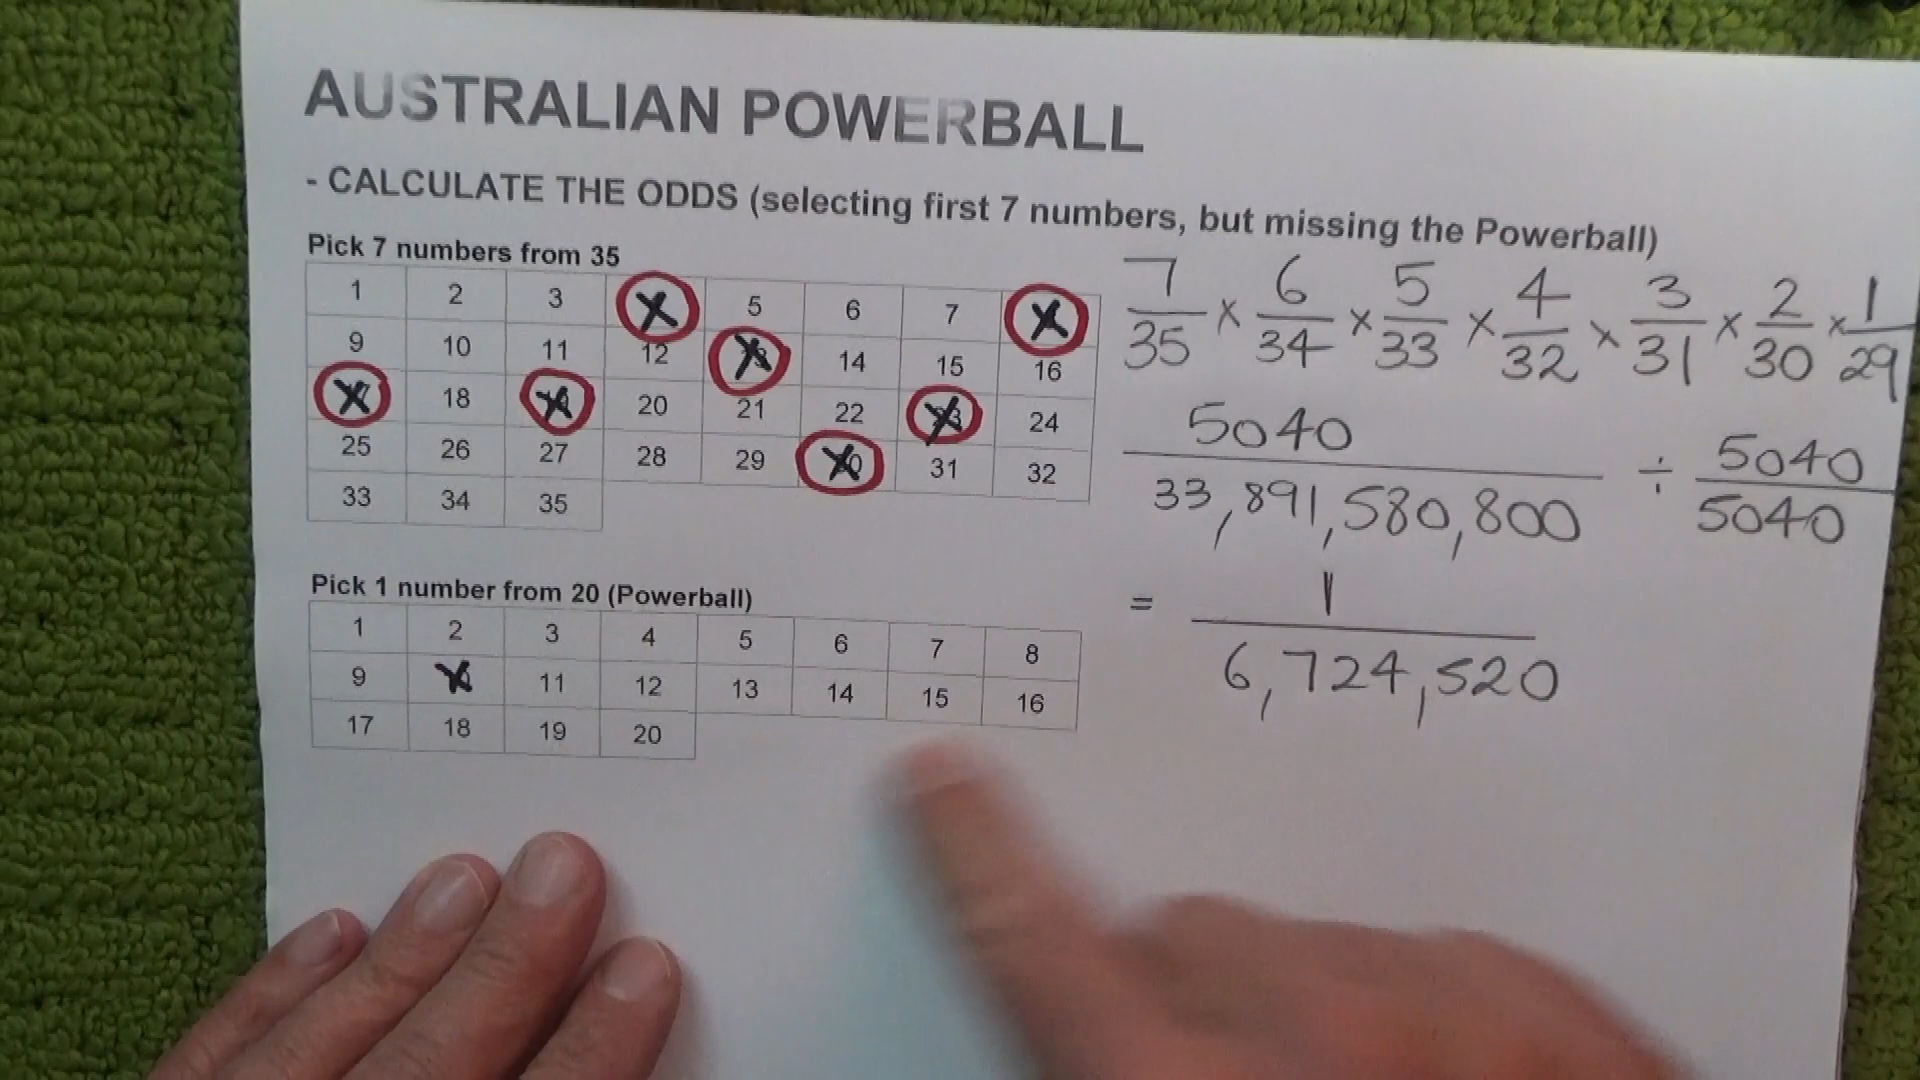 AUSTRALIAN POWERBALL
- CALCULATE THE ODDS (selecting first 7 numbers, but missing the Powerball)
Pick 7 numbers from 35
1 2 3 5 6 7
9 10 11 12 14 15 16
18 20 21 22 24
25 26 27 28 29 31 32
33 34 35
7/35 × 6/34 × 5/33 × 4/32 × 3/31 × 2/30 × 1/29
5040/33,891,580,800 ÷ 5040/5040
= 1/6,724,520
Pick 1 number from 20 (Powerball)
1 2 3 4 5 6 7 8
9 11 12 13 14 15 16
17 18 19 20